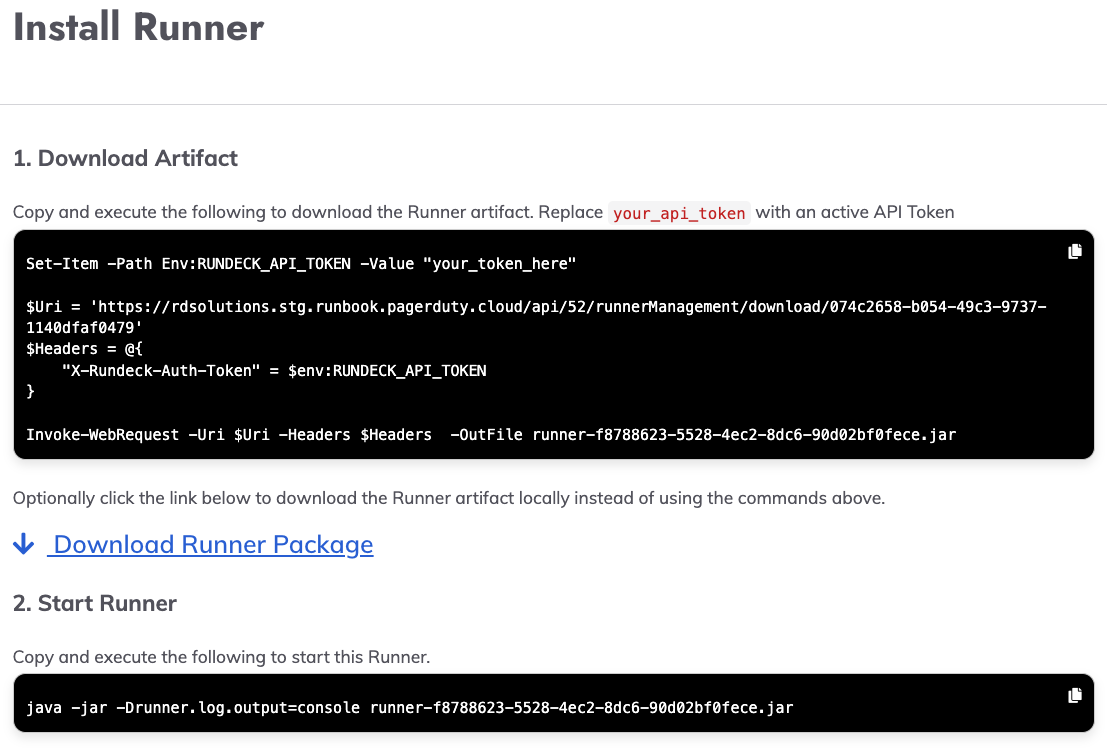 Install Runner
1. Download Artifact
Copy and execute the following to download the Runner artifact. Replace your_api_token with an active API Token
Set-Item -Path Env:RUNDECK_API_TOKEN -Value "your_token_here"
$Uri = 'https://rdsolutions.stg.runbook.pagerduty.cloud/api/52/runnerManagement/download/074c2658-b054-49c3-9737-
1140dfaf0479'
$Headers = @{
    "X-Rundeck-Auth-Token" = $env:RUNDECK_API_TOKEN
}
Invoke-WebRequest -Uri $Uri -Headers $Headers  -OutFile runner-f8788623-5528-4ec2-8dc6-90d02bf0fece.jar
Optionally click the link below to download the Runner artifact locally instead of using the commands above.
Download Runner Package
2. Start Runner
Copy and execute the following to start this Runner.
java -jar -Drunner.log.output=console runner-f8788623-5528-4ec2-8dc6-90d02bf0fece.jar